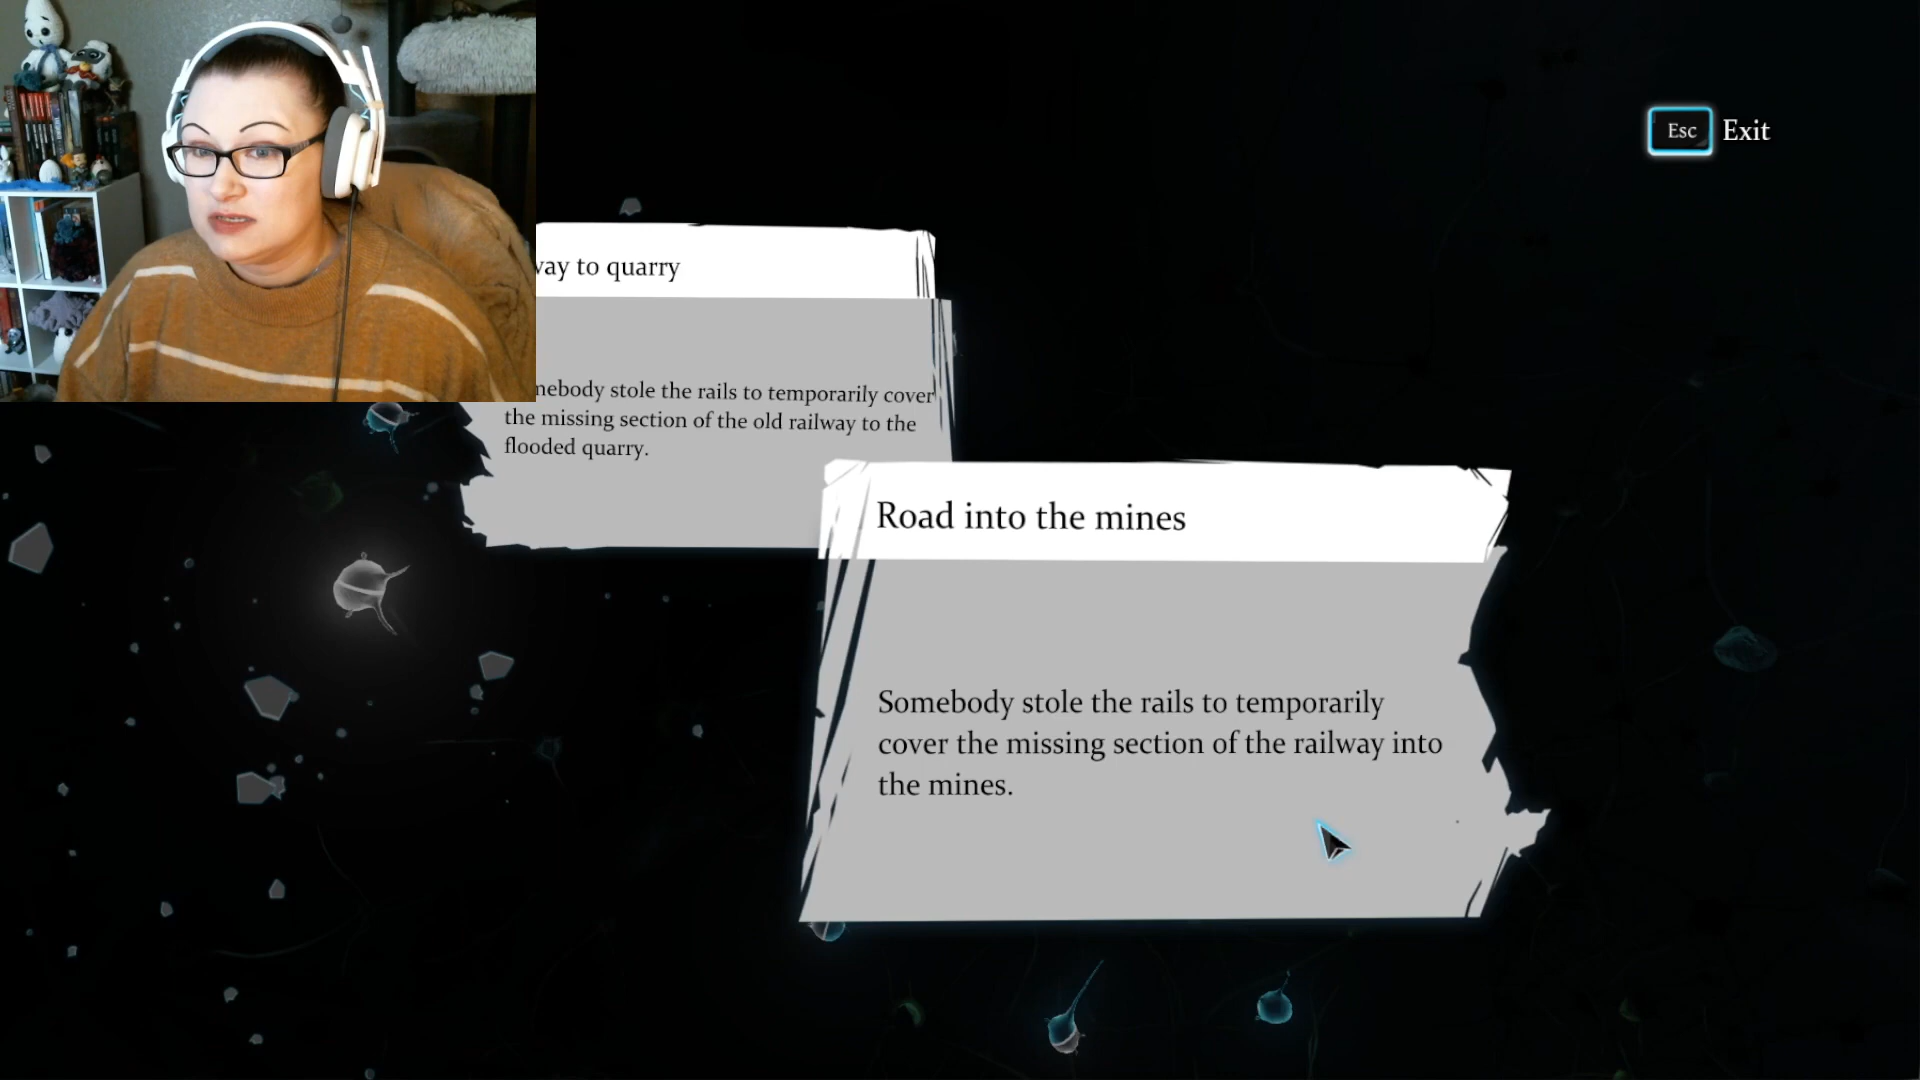 Esc Exit
way to quarry
mebody stole the rails to temporarily cover
the missing section of the old railway to the
flooded quarry.
Road into the mines
Somebody stole the rails to temporarily
cover the missing section of the railway into
the mines.